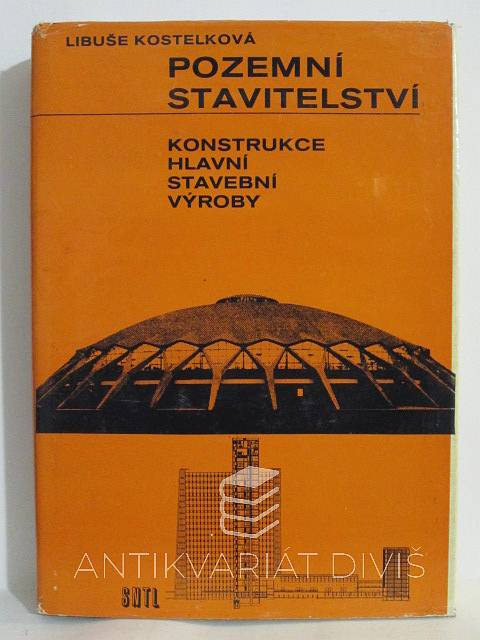 LIBUŠE KOSTELKOVÁ
POZEMNÍ
STAVITELSTVÍ
KONSTRUKCE
HLAVNÍ
STAVEBNÍ
VÝROBY
ANTIKVARIÁT DIVIŠ
SNTL